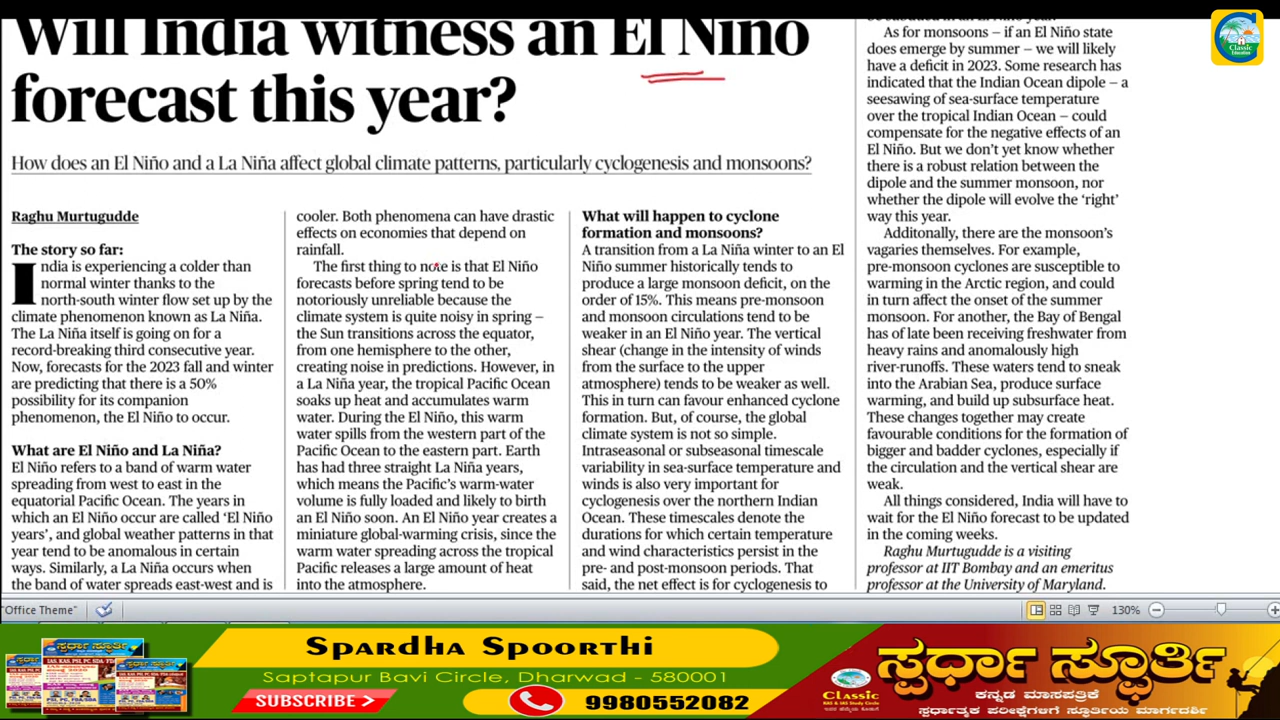 Will India witness an El Niño
forecast this year?
How does an El Niño and a La Niña affect global climate patterns, particularly cyclogenesis and monsoons?
Raghu Murtugudde
The story so far:
India is experiencing a colder than
normal winter thanks to the
north-south winter flow set up by the
climate phenomenon known as La Niña.
The La Niña itself is going on for a
record-breaking third consecutive year.
Now, forecasts for the 2023 fall and winter
are predicting that there is a 50%
possibility for its companion
phenomenon, the El Niño to occur.
What are El Niño and La Niña?
El Niño refers to a band of warm water
spreading from west to east in the
equatorial Pacific Ocean. The years in
which an El Niño occur are called ‘El Niño
years’, and global weather patterns in that
year tend to be anomalous in certain
ways. Similarly, a La Niña occurs when
the band of water spreads east-west and is
cooler. Both phenomena can have drastic
effects on economies that depend on
rainfall.
The first thing to note is that El Niño
forecasts before spring tend to be
notoriously unreliable because the
climate system is quite noisy in spring –
the Sun transitions across the equator,
from one hemisphere to the other,
creating noise in predictions. However, in
a La Niña year, the tropical Pacific Ocean
soaks up heat and accumulates warm
water. During the El Niño, this warm
water spills from the western part of the
Pacific Ocean to the eastern part. Earth
has had three straight La Niña years,
which means the Pacific’s warm-water
volume is fully loaded and likely to birth
an El Niño soon. An El Niño year creates a
miniature global-warming crisis, since the
warm water spreading across the tropical
Pacific releases a large amount of heat
into the atmosphere.
What will happen to cyclone
formation and monsoons?
A transition from a La Niña winter to an El
Niño summer historically tends to
produce a large monsoon deficit, on the
order of 15%. This means pre-monsoon
and monsoon circulations tend to be
weaker in an El Niño year. The vertical
shear (change in the intensity of winds
from the surface to the upper
atmosphere) tends to be weaker as well.
This in turn can favour enhanced cyclone
formation. But, of course, the global
climate system is not so simple.
Intraseasonal or subseasonal timescale
variability in sea-surface temperature and
winds is also very important for
cyclogenesis over the northern Indian
Ocean. These timescales denote the
durations for which certain temperature
and wind characteristics persist in the
pre- and post-monsoon periods. That
said, the net effect is for cyclogenesis to
be subdued in an El Niño year.
As for monsoons – if an El Niño state
does emerge by summer – we will likely
have a deficit in 2023. Some research has
indicated that the Indian Ocean dipole – a
seesawing of sea-surface temperature
over the tropical Indian Ocean – could
compensate for the negative effects of an
El Niño. But we don’t yet know whether
there is a robust relation between the
dipole and the summer monsoon, nor
whether the dipole will evolve the ‘right’
way this year.
Additonally, there are the monsoon’s
vagaries themselves. For example,
pre-monsoon cyclones are susceptible to
warming in the Arctic region, and could
in turn affect the onset of the summer
monsoon. For another, the Bay of Bengal
has of late been receiving freshwater from
heavy rains and anomalously high
river-runoffs. These waters tend to sneak
into the Arabian Sea, produce surface
warming, and build up subsurface heat.
These changes together may create
favourable conditions for the formation of
bigger and badder cyclones, especially if
the circulation and the vertical shear are
weak.
All things considered, India will have to
wait for the El Niño forecast to be updated
in the coming weeks.
Raghu Murtugudde is a visiting
professor at IIT Bombay and an emeritus
professor at the University of Maryland.
Classic
Education
"Office Theme"
130%
Spardha Spoorthi
Saptapur Bavi Circle, Dharwad - 580001
SUBSCRIBE
9980552082
ಸ್ಪರ್ಧಾ ಸ್ಫೂರ್ತಿ
ಕನ್ನಡ ಮಾಸಪತ್ರಿಕೆ
ಸ್ಪರ್ಧಾತ್ಮಕ ಪರೀಕ್ಷೆಗಳಿಗೆ ಸ್ಫೂರ್ತಿಯ ಮಾರ್ಗದರ್ಶಿ
Classic